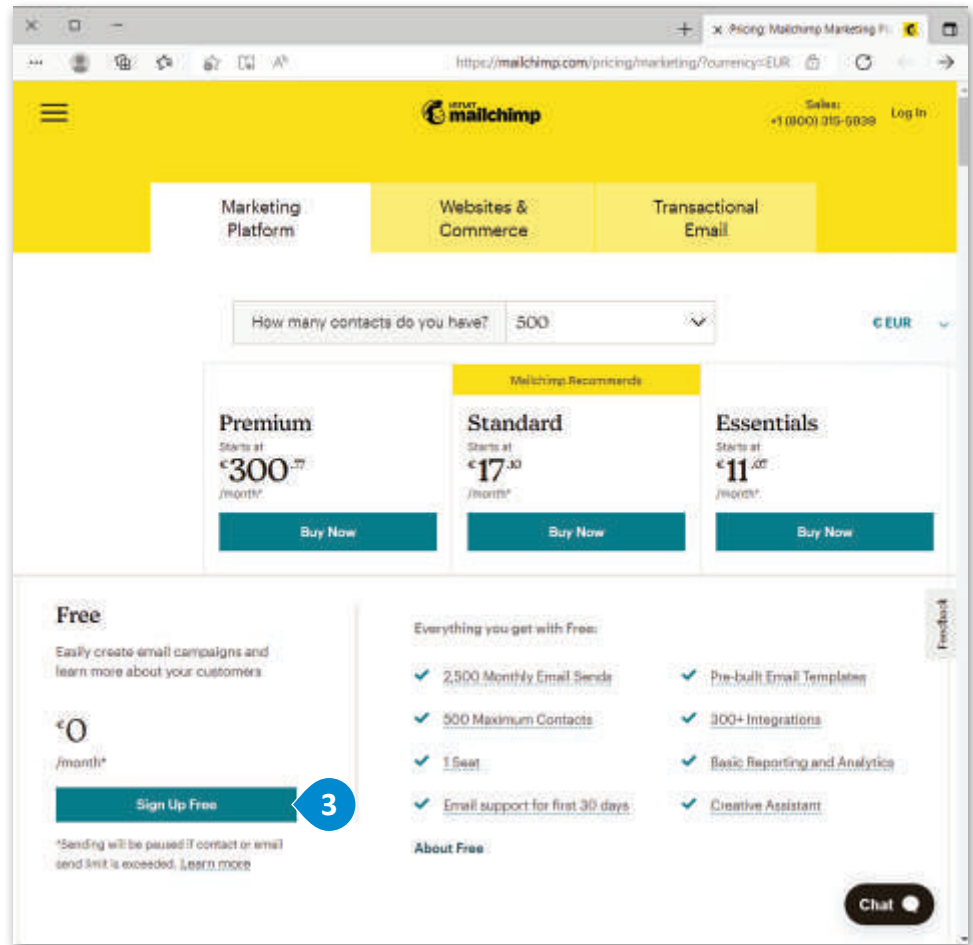 Pricing: Mailchimp Marketing Pl
https://mailchimp.com/pricing/marketing/?currency=EUR
INTUIT
mailchimp
Sales:
+1 (800) 315-5939
Log In
Marketing
Platform
Websites &
Commerce
Transactional
Email
How many contacts do you have?
500
€ EUR
Mailchimp Recommends
Premium
Starts at
€300.77
/month*
Buy Now
Standard
Starts at
€17.10
/month*
Buy Now
Essentials
Starts at
€11.07
/month*
Buy Now
Feedback
Free
Easily create email campaigns and
learn more about your customers
€0
/month*
Sign Up Free
3
*Sending will be paused if contact or email
send limit is exceeded. Learn more
Everything you get with Free:
2,500 Monthly Email Sends
500 Maximum Contacts
1 Seat
Email support for first 30 days
Pre-built Email Templates
300+ Integrations
Basic Reporting and Analytics
Creative Assistant
About Free
Chat